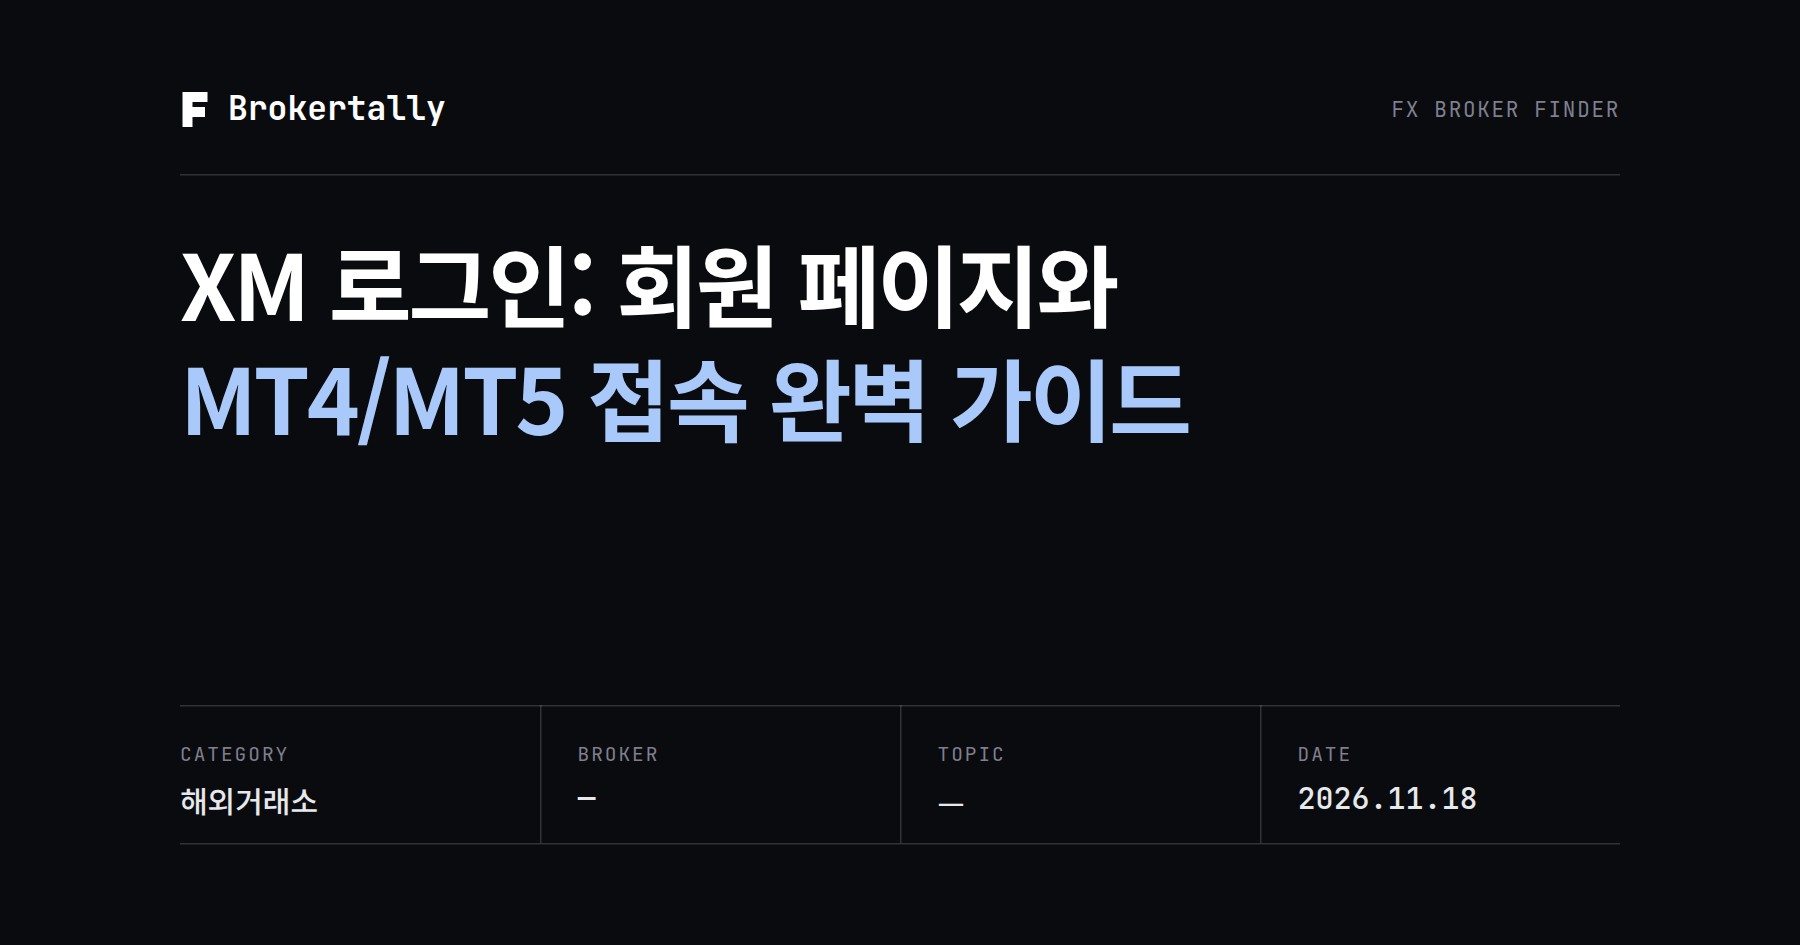 Brokertally
FX BROKER FINDER
XM 로그인: 회원 페이지와
MT4/MT5 접속 완벽 가이드
CATEGORY
해외거래소
BROKER
—
TOPIC
—
DATE
2026.11.18